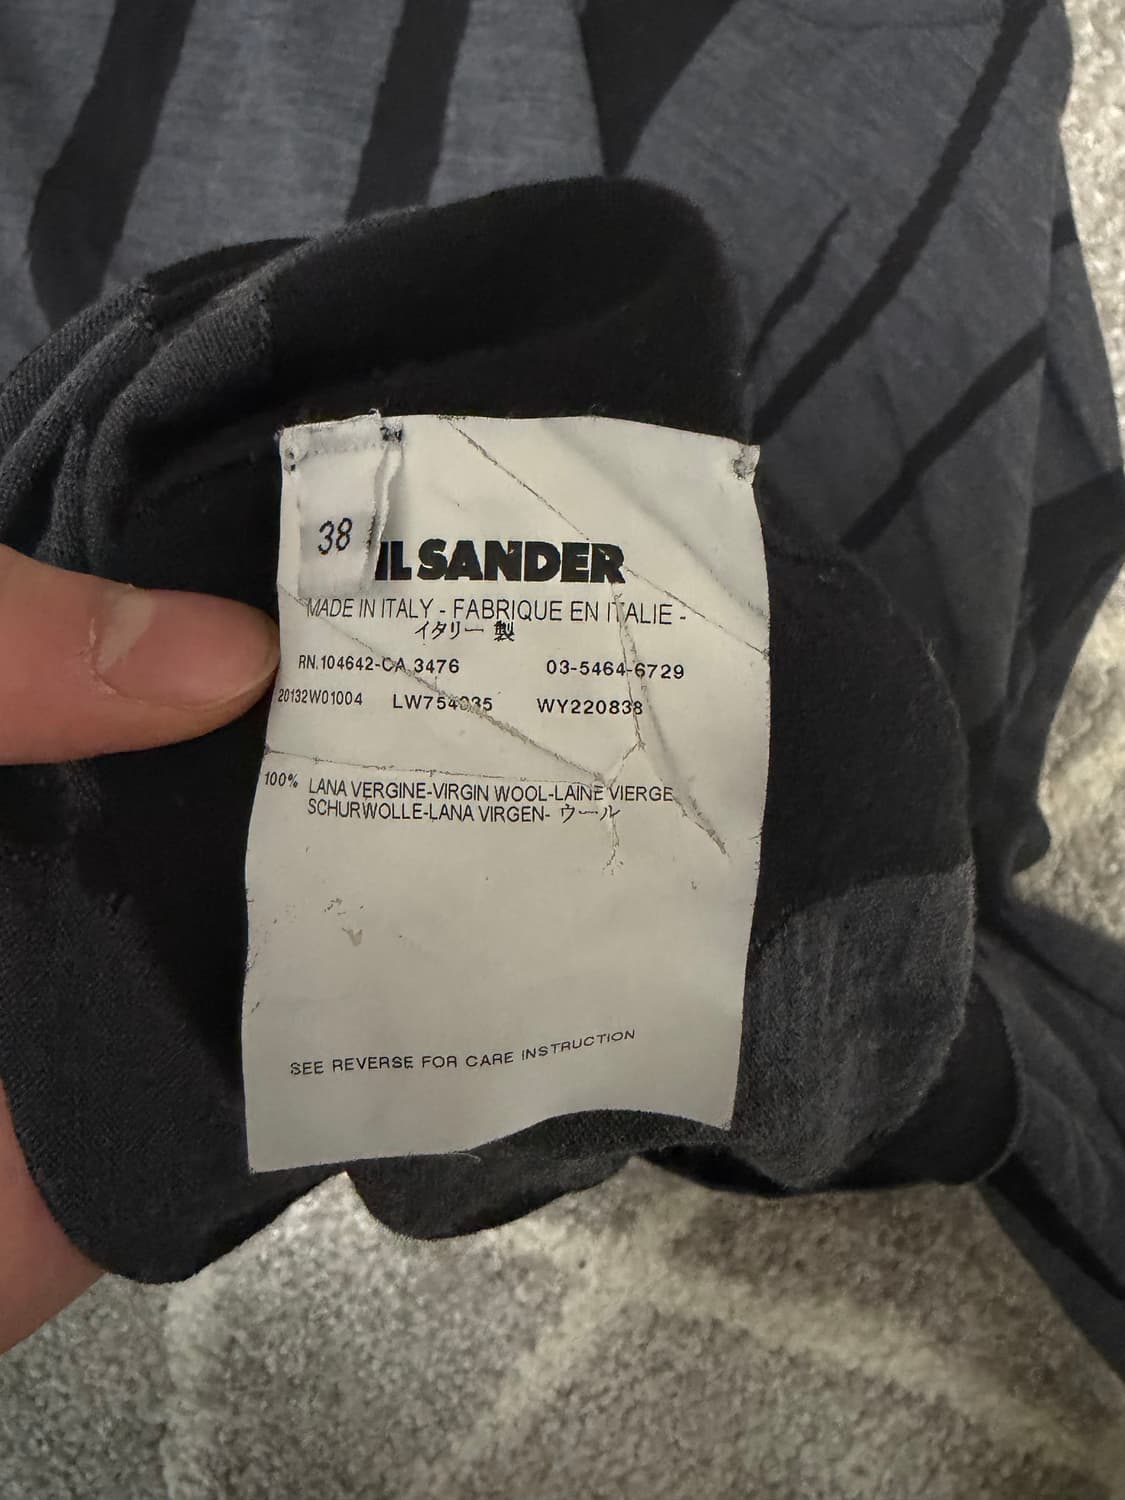 38
IL SANDER
MADE IN ITALY - FABRIQUE EN ITALIE -
イタリー 製
RN.104642-CA 3476 03-5464-6729
20132W01004 WY220838
100% LANA VERGINE-VIRGIN WOOL-LAINE VIERGE
SCHURWOLLE-LANA VIRGEN- ウール
SEE REVERSE FOR CARE INSTRUCTION